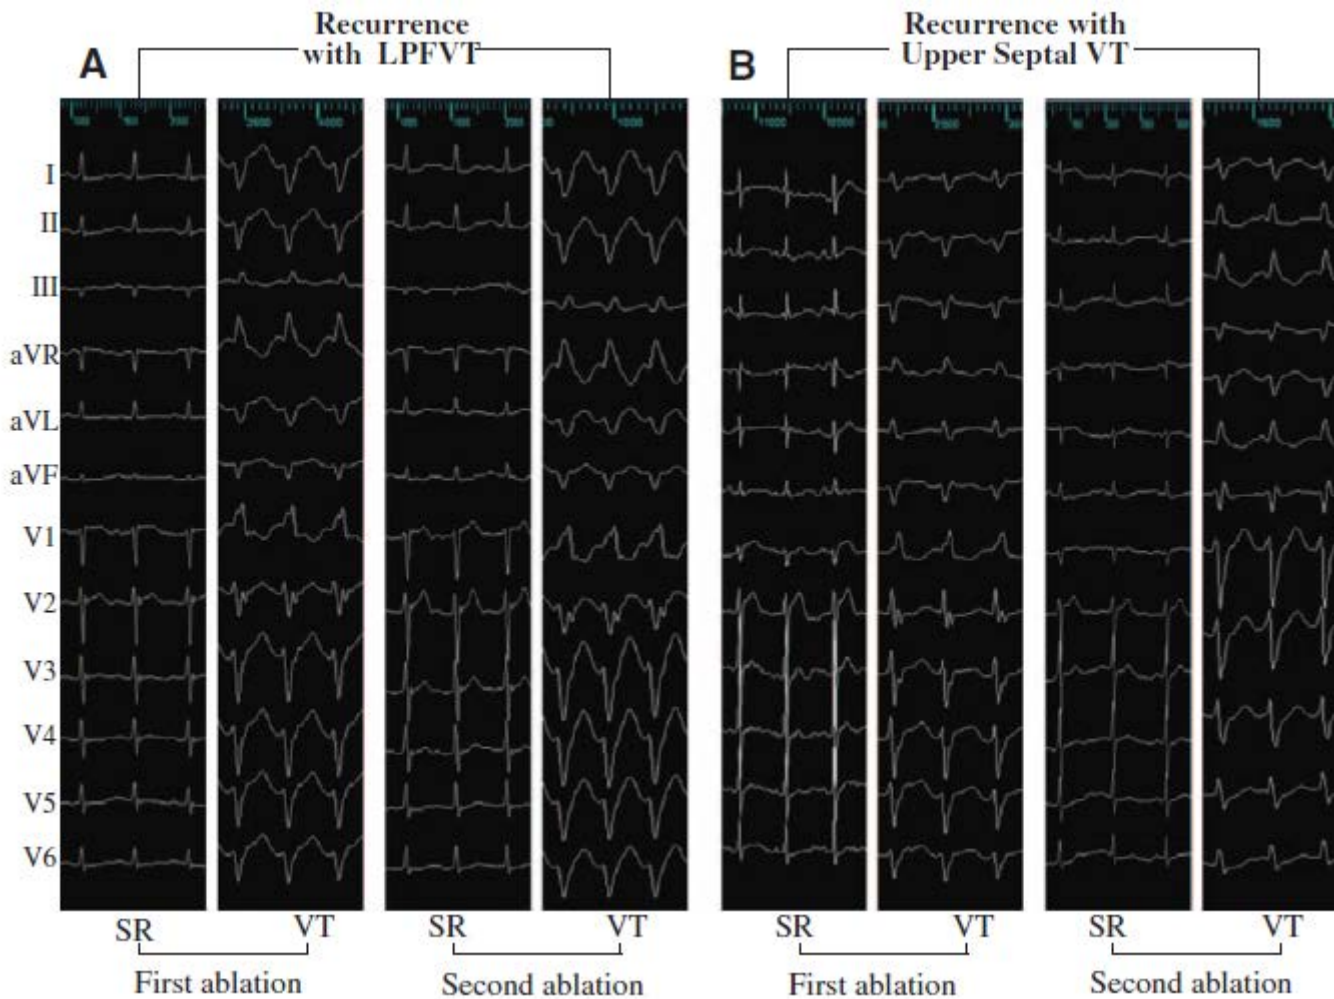 Recurrence
with LPFVT
Recurrence with
Upper Septal VT
A
B
I
II
III
aVR
aVL
aVF
V1
V2
V3
V4
V5
V6
SR
VT
SR
VT
SR
VT
SR
VT
First ablation
Second ablation
First ablation
Second ablation